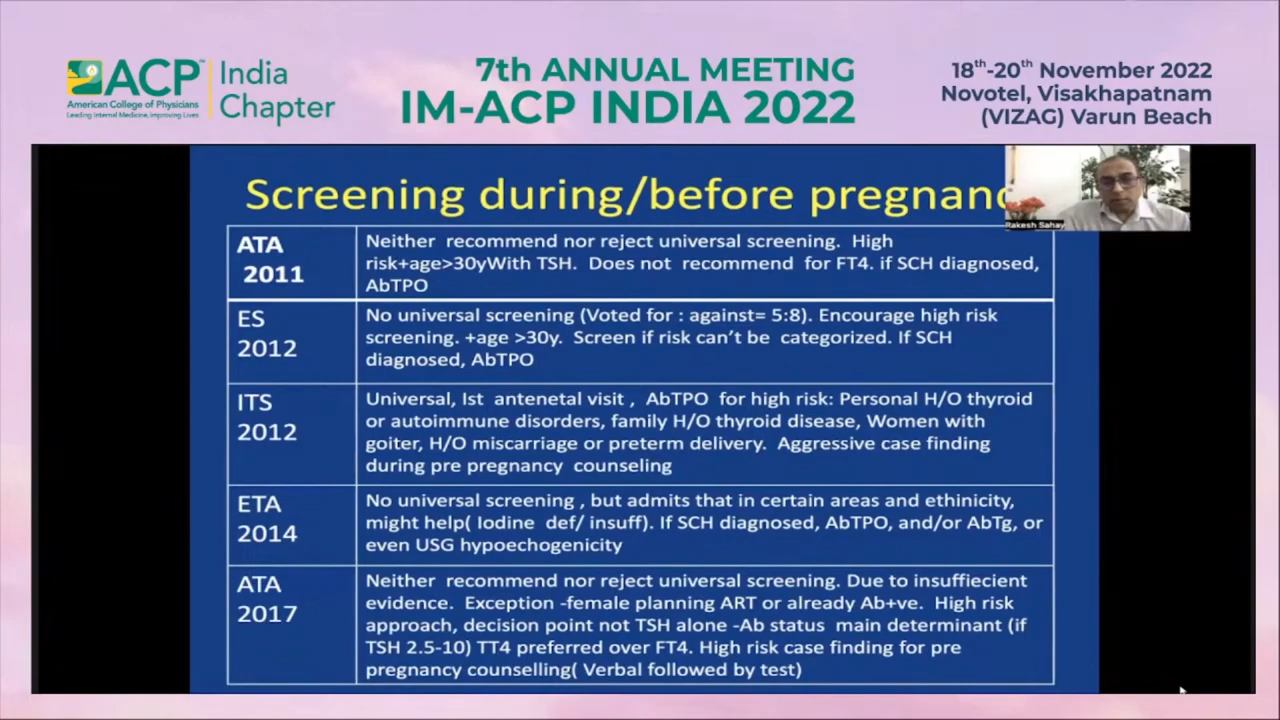 ACP™
American College of Physicians
Leading Internal Medicine, Improving Lives
India
Chapter
7th ANNUAL MEETING
IM-ACP INDIA 2022
18th-20th November 2022
Novotel, Visakhapatnam
(VIZAG) Varun Beach
Screening during/before pregnanc
Rakesh Sahay
ATA
2011
Neither recommend nor reject universal screening. High
risk+age>30yWith TSH. Does not recommend for FT4. if SCH diagnosed,
AbTPO
ES
2012
No universal screening (Voted for : against= 5:8). Encourage high risk
screening. +age >30y. Screen if risk can't be categorized. If SCH
diagnosed, AbTPO
ITS
2012
Universal, Ist antenetal visit , AbTPO for high risk: Personal H/O thyroid
or autoimmune disorders, family H/O thyroid disease, Women with
goiter, H/O miscarriage or preterm delivery. Aggressive case finding
during pre pregnancy counseling
ETA
2014
No universal screening , but admits that in certain areas and ethinicity,
might help( Iodine def/ insuff). If SCH diagnosed, AbTPO, and/or AbTg, or
even USG hypoechogenicity
ATA
2017
Neither recommend nor reject universal screening. Due to insuffiecient
evidence. Exception -female planning ART or already Ab+ve. High risk
approach, decision point not TSH alone -Ab status main determinant (if
TSH 2.5-10) TT4 preferred over FT4. High risk case finding for pre
pregnancy counselling( Verbal followed by test)